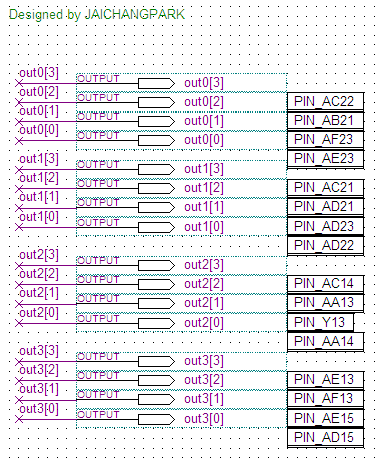 Designed by JAICHANGPARK
out0[3] OUTPUT out0[3]
out0[2] OUTPUT out0[2] PIN_AC22
out0[1] OUTPUT out0[1] PIN_AB21
out0[0] OUTPUT out0[0] PIN_AF23
PIN_AE23
out1[3] OUTPUT out1[3]
out1[2] OUTPUT out1[2] PIN_AC21
out1[1] OUTPUT out1[1] PIN_AD21
out1[0] OUTPUT out1[0] PIN_AD23
PIN_AD22
out2[3] OUTPUT out2[3]
out2[2] OUTPUT out2[2] PIN_AC14
out2[1] OUTPUT out2[1] PIN_AA13
out2[0] OUTPUT out2[0] PIN_Y13
PIN_AA14
out3[3] OUTPUT out3[3]
out3[2] OUTPUT out3[2] PIN_AE13
out3[1] OUTPUT out3[1] PIN_AF13
out3[0] OUTPUT out3[0] PIN_AE15
PIN_AD15